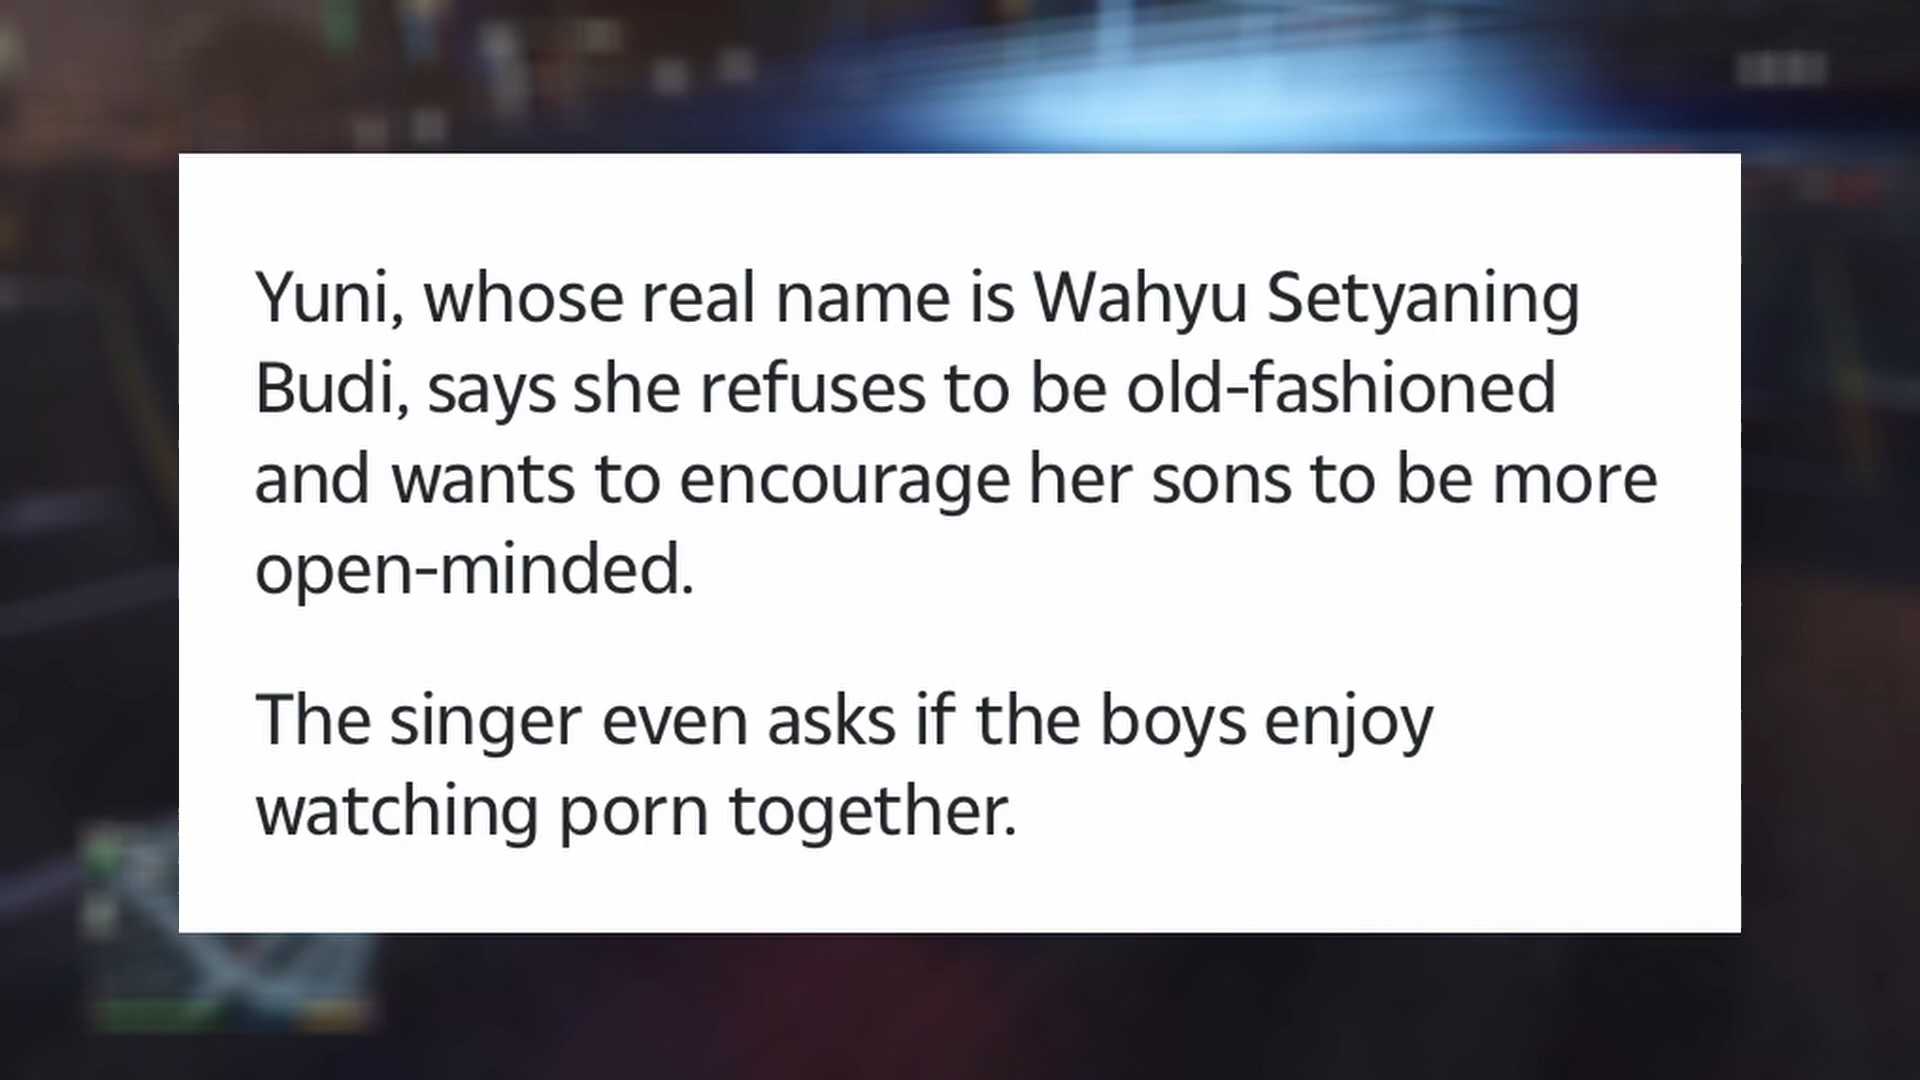 Yuni, whose real name is Wahyu Setyaning
Budi, says she refuses to be old-fashioned
and wants to encourage her sons to be more
open-minded.
The singer even asks if the boys enjoy
watching porn together.